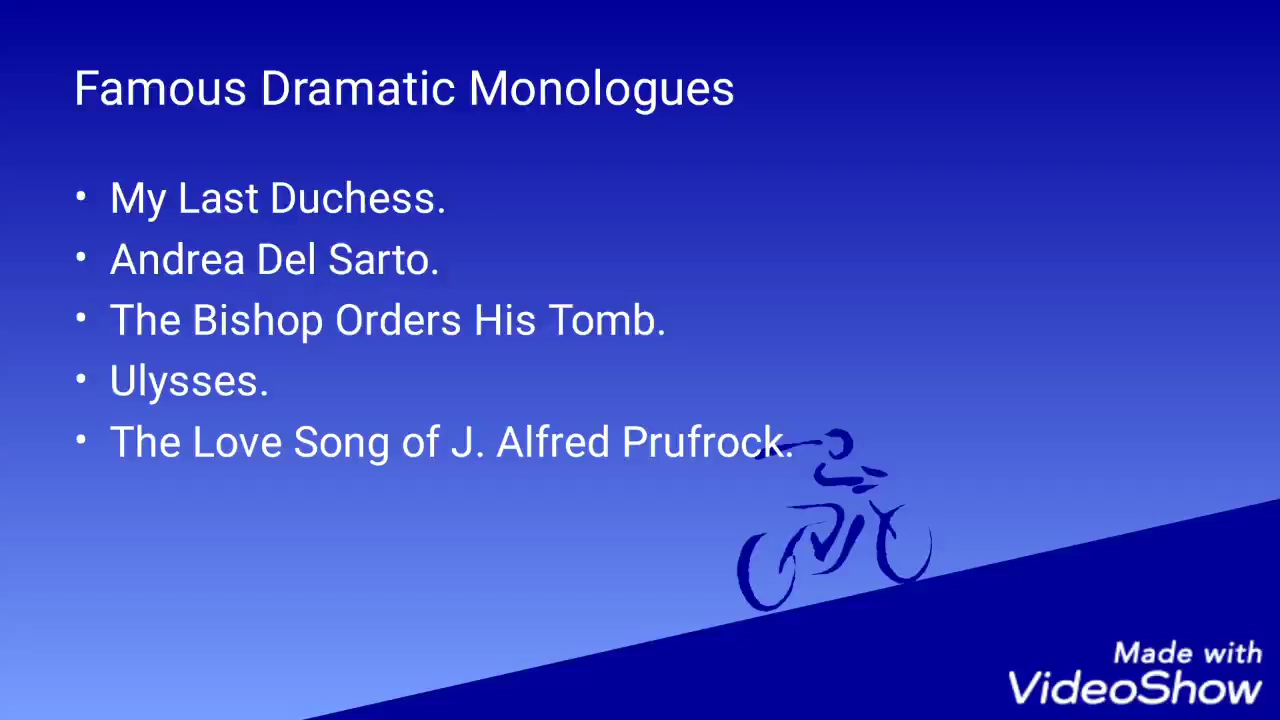 Famous Dramatic Monologues
• My Last Duchess.
• Andrea Del Sarto.
• The Bishop Orders His Tomb.
• Ulysses.
• The Love Song of J. Alfred Prufrock.
Made with
VideoShow